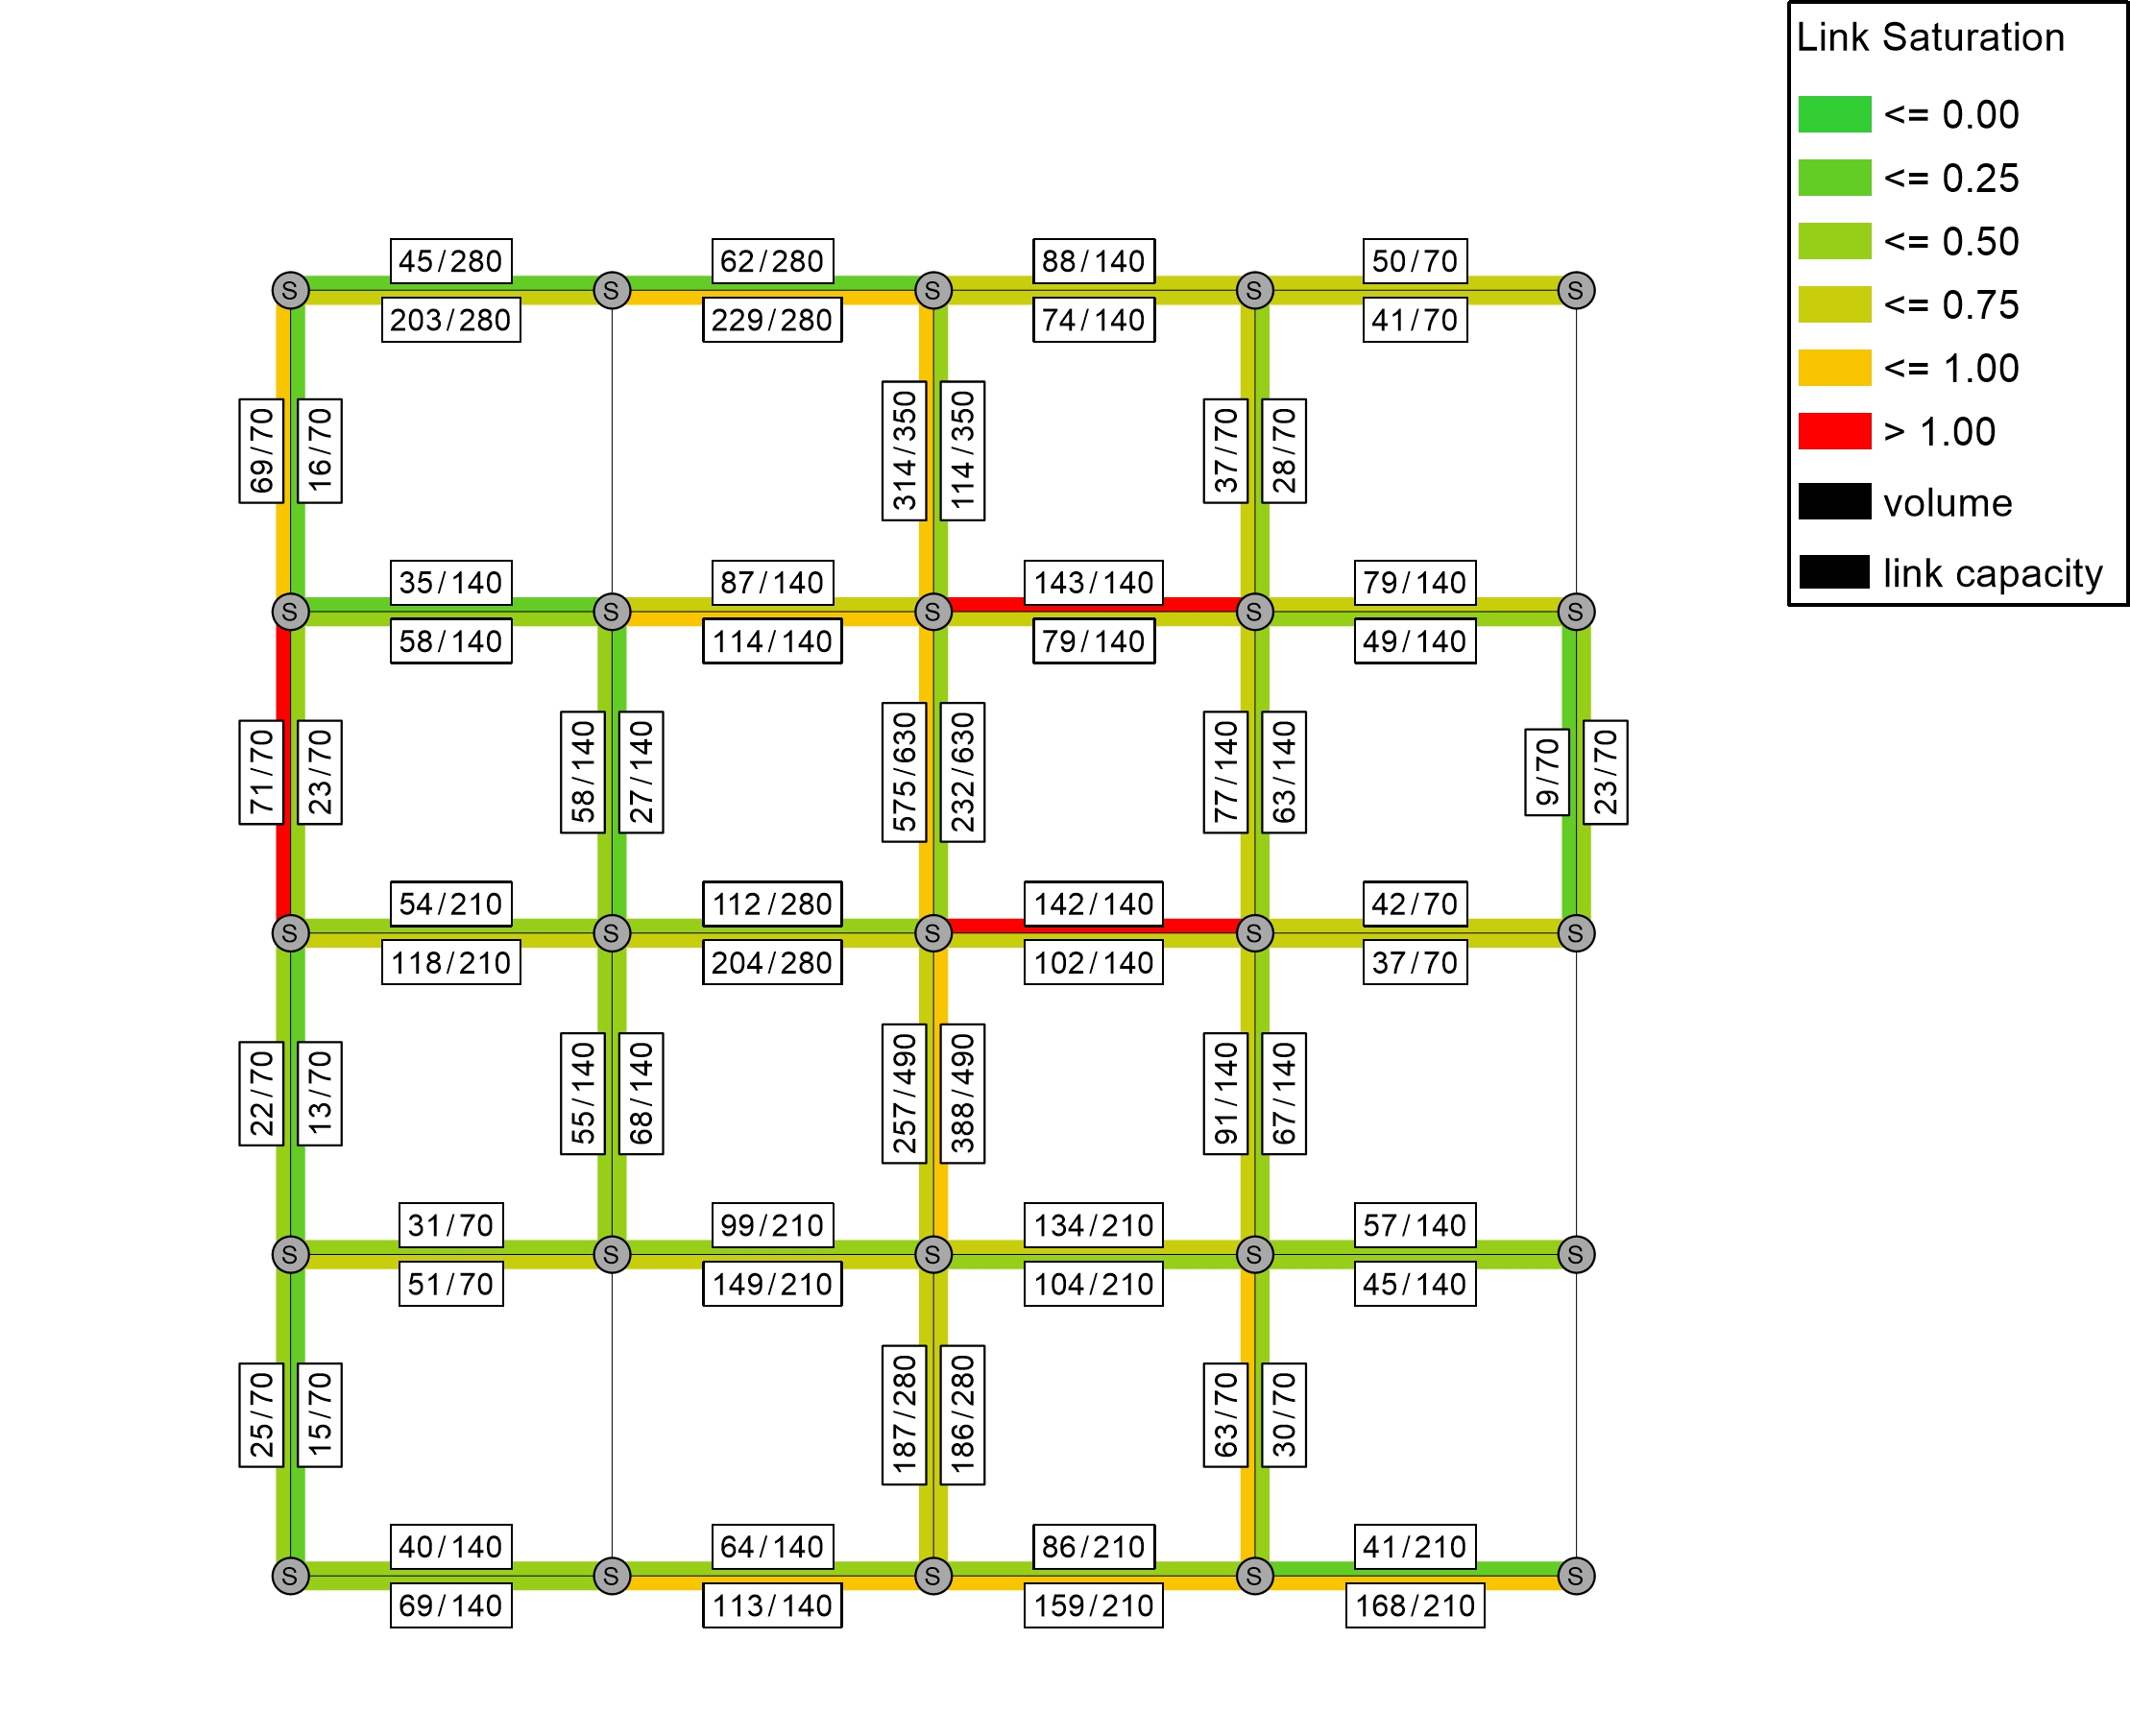 Link Saturation
<= 0.00
<= 0.25
<= 0.50
<= 0.75
<= 1.00
> 1.00
volume
link capacity
45/280
62/280
88/140
50/70
S
S
S
S
S
203/280
229/280
74/140
41/70
69/70
16/70
314/350
114/350
37/70
28/70
35/140
87/140
143/140
79/140
S
S
S
S
S
58/140
114/140
79/140
49/140
71/70
23/70
58/140
27/140
575/630
232/630
77/140
63/140
9/70
23/70
54/210
112/280
142/140
42/70
S
S
S
S
S
118/210
204/280
102/140
37/70
22/70
13/70
55/140
68/140
257/490
388/490
91/140
67/140
31/70
99/210
134/210
57/140
S
S
S
S
S
51/70
149/210
104/210
45/140
25/70
15/70
187/280
186/280
63/70
30/70
40/140
64/140
86/210
41/210
S
S
S
S
S
69/140
113/140
159/210
168/210